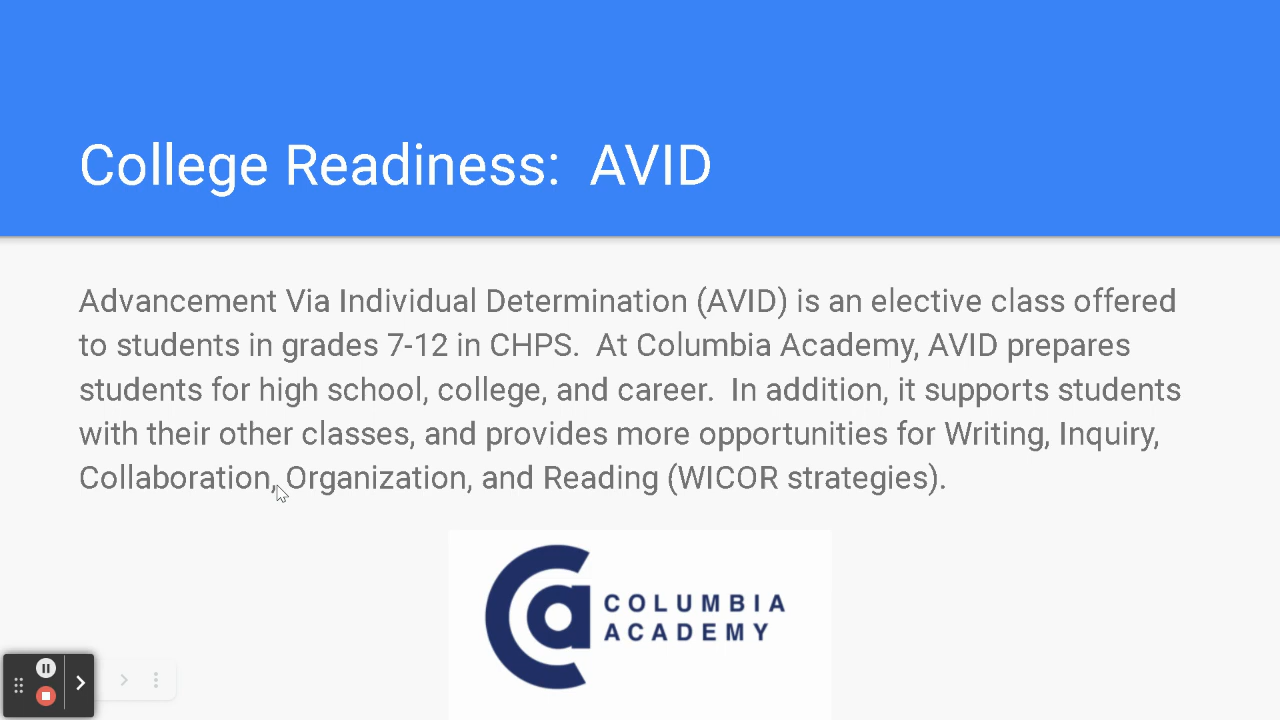 College Readiness:  AVID
Advancement Via Individual Determination (AVID) is an elective class offered
to students in grades 7-12 in CHPS.  At Columbia Academy, AVID prepares
students for high school, college, and career.  In addition, it supports students
with their other classes, and provides more opportunities for Writing, Inquiry,
Collaboration, Organization, and Reading (WICOR strategies).
Ca
COLUMBIA
ACADEMY